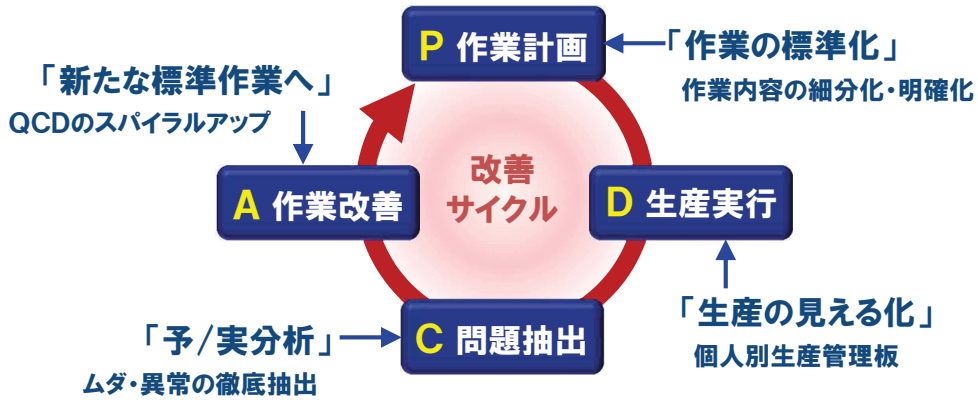 P 作業計画
「作業の標準化」
作業内容の細分化・明確化
「新たな標準作業へ」
QCDのスパイラルアップ
改善
サイクル
A 作業改善
D 生産実行
「生産の見える化」
個人別生産管理板
C 問題抽出
「予/実分析」
ムダ・異常の徹底抽出